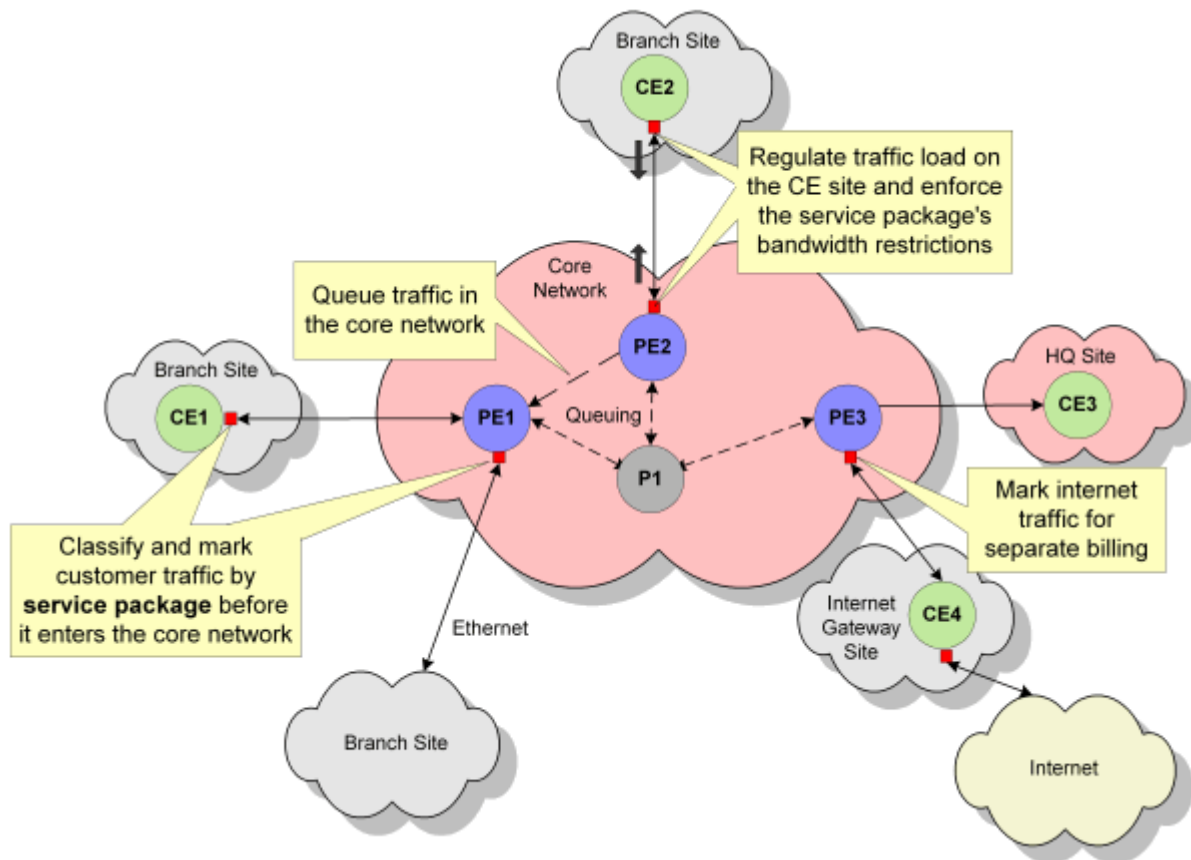 Branch Site
CE2
Regulate traffic load on
the CE site and enforce
the service package's
bandwidth restrictions
Core
Network
Queue traffic in
the core network
PE2
Branch Site
CE1
PE1
Queuing
P1
PE3
HQ Site
CE3
Classify and mark
customer traffic by
service package before
it enters the core network
Mark internet
traffic for
separate billing
Ethernet
Internet
Gateway
Site
CE4
Branch Site
Internet